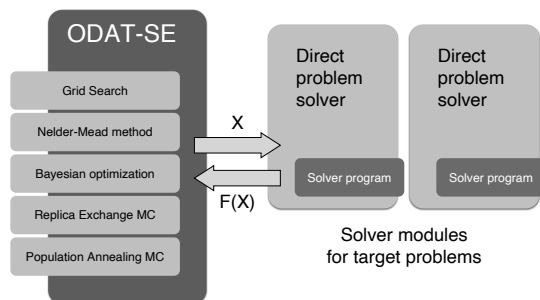 ODAT-SE
Grid Search
Nelder-Mead method
Bayesian optimization
Replica Exchange MC
Population Annealing MC
X
F(X)
Direct
problem
solver
Solver program
Direct
problem
solver
Solver program
Solver modules
for target problems